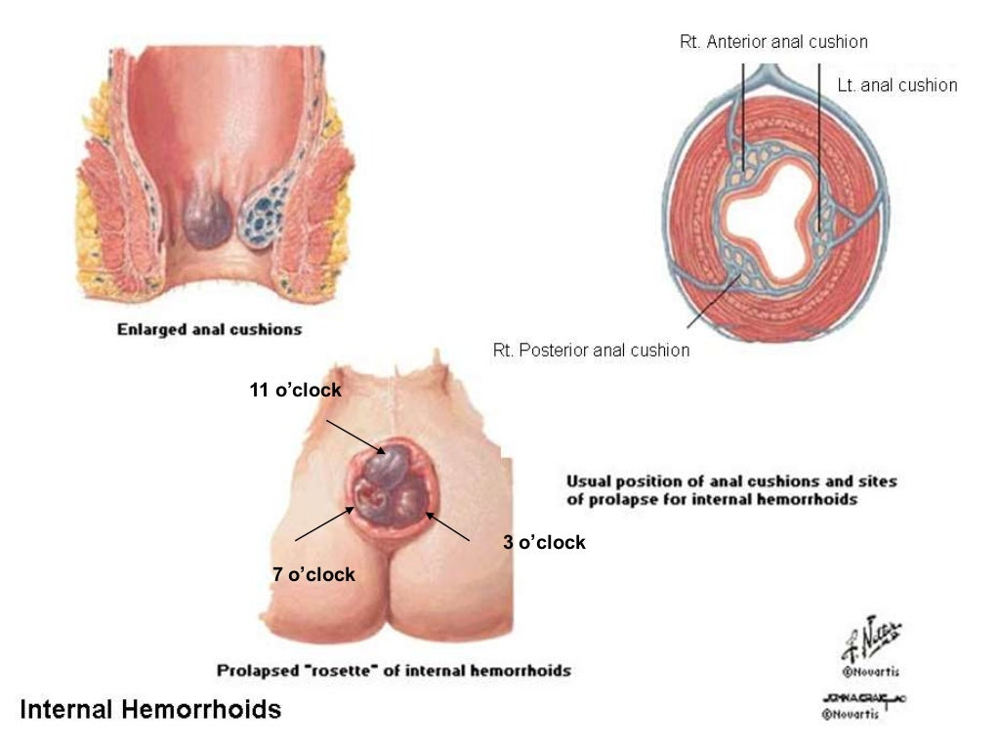 Rt. Anterior anal cushion
Lt. anal cushion
Enlarged anal cushions
Rt. Posterior anal cushion
11 o’clock
Usual position of anal cushions and sites
of prolapse for internal hemorrhoids
3 o’clock
7 o’clock
Prolapsed "rosette" of internal hemorrhoids
©Novartis
Internal Hemorrhoids
©Novartis